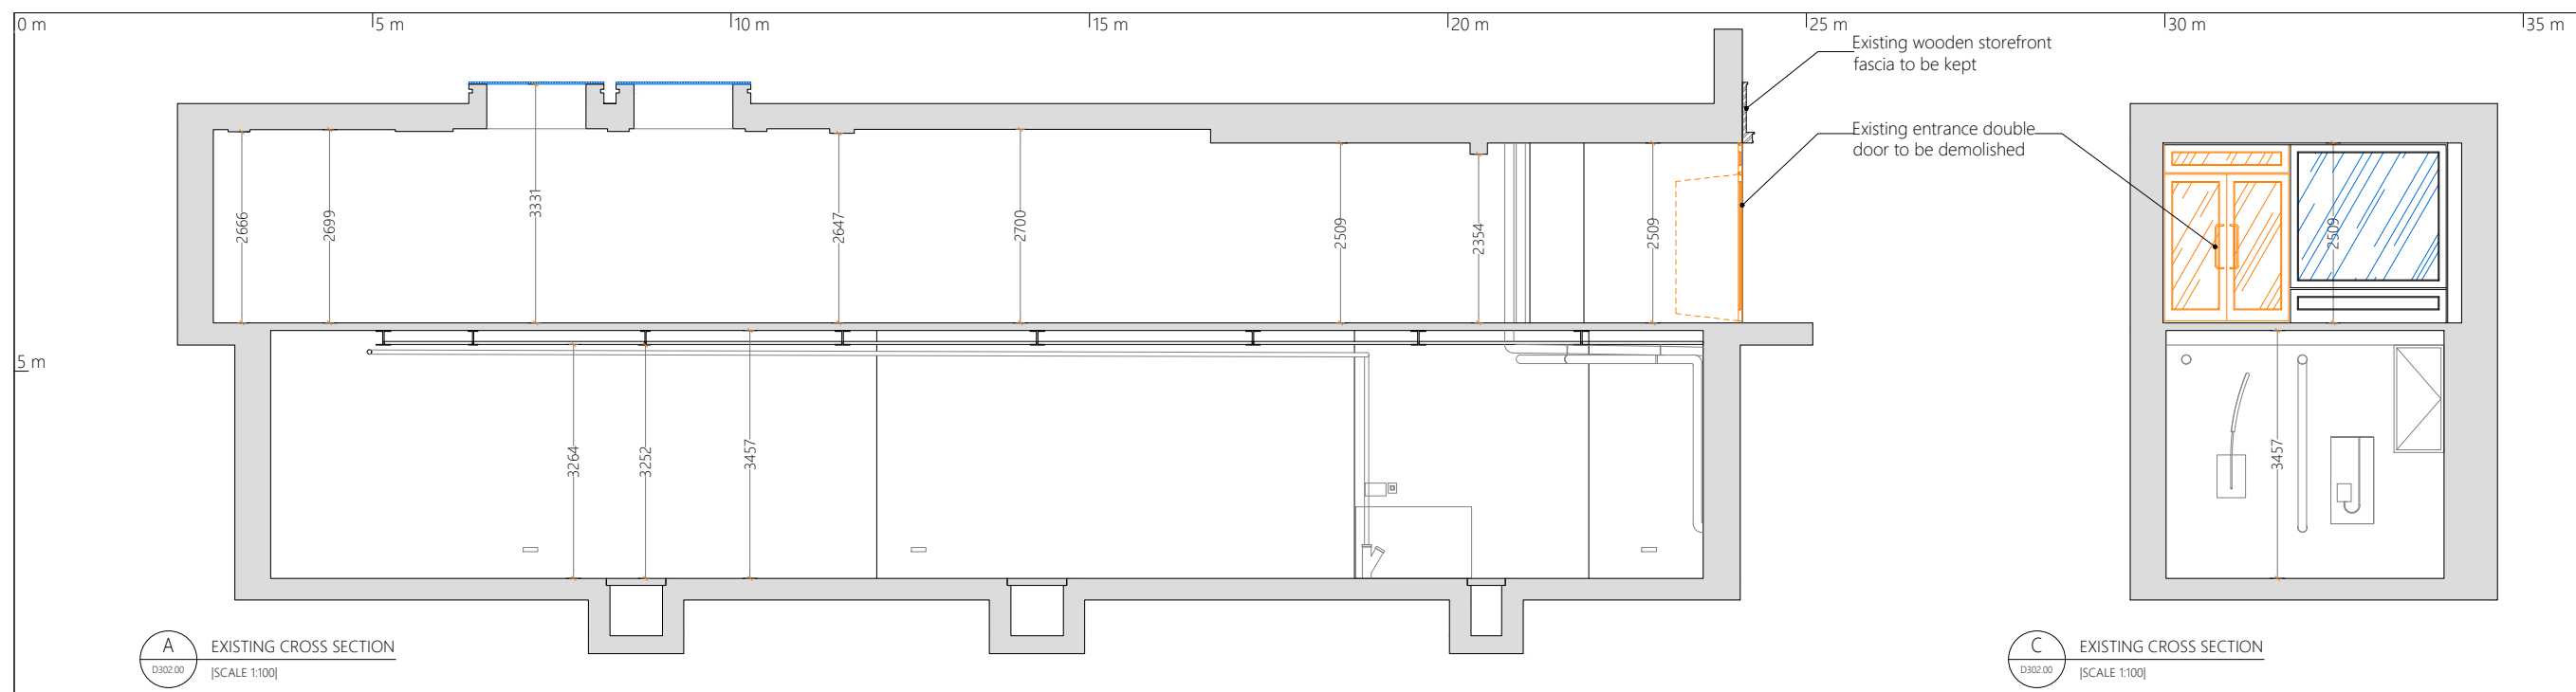 0 m
5 m
10 m
15 m
20 m
25 m
30 m
35 m
Existing wooden storefront
fascia to be kept
Existing entrance double
door to be demolished
2666
2699
3331
2647
2700
2509
2354
2509
2509
5 m
3264
3252
3457
3457
A
D302.00
EXISTING CROSS SECTION
|SCALE 1:100|
C
D302.00
EXISTING CROSS SECTION
|SCALE 1:100|